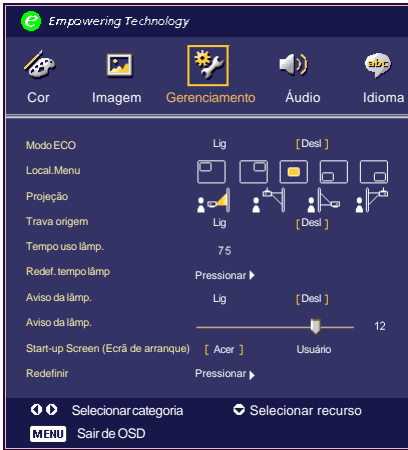 e Empowering Technology
Cor Imagem Gerenciamento Áudio Idioma
abc
Modo ECO Lig [ Desl ]
Local.Menu
Projeção
Trava origem Lig [ Desl ]
Tempo uso lâmp. 75
Redef. tempo lâmp Pressionar
Aviso da lâmp. Lig [ Desl ]
Aviso da lâmp. 12
Start-up Screen (Ecrã de arranque) [ Acer ] Usuário
Redefinir Pressionar
Selecionar categoria Selecionar recurso
MENU Sair de OSD